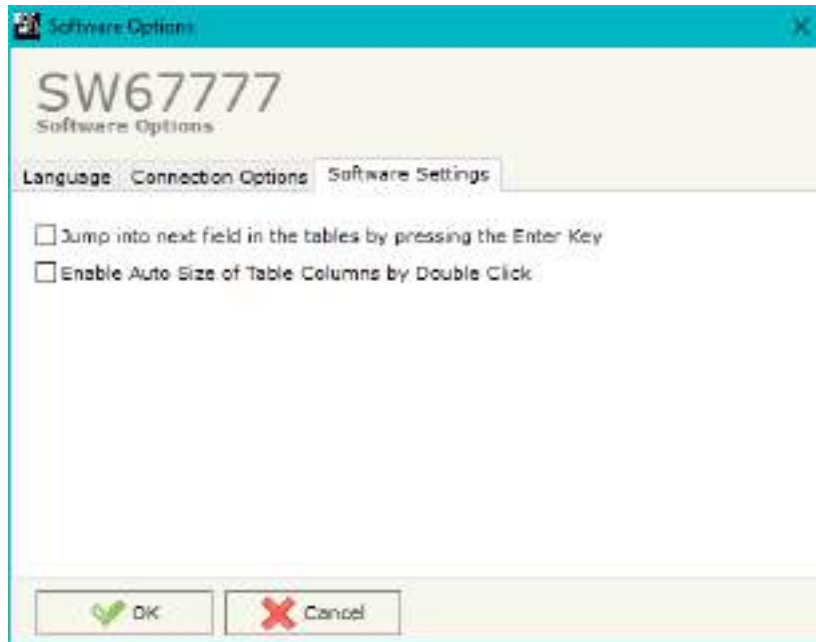 Software Options
SW67777
Software Options
Language Connection Options Software Settings
Jump into next field in the tables by pressing the Enter Key
Enable Auto Size of Table Columns by Double Click
OK Cancel